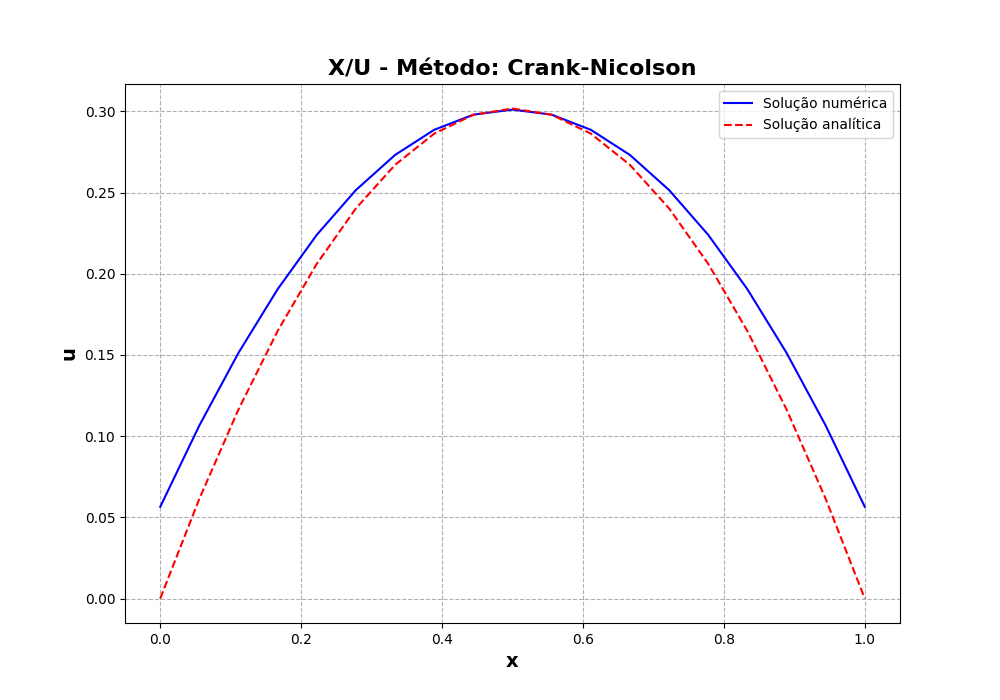 X/U - Método: Crank-Nicolson
Solução numérica
Solução analítica
0.30
0.25
0.20
0.15
0.10
0.05
0.00
u
0.0 0.2 0.4 0.6 0.8 1.0
x